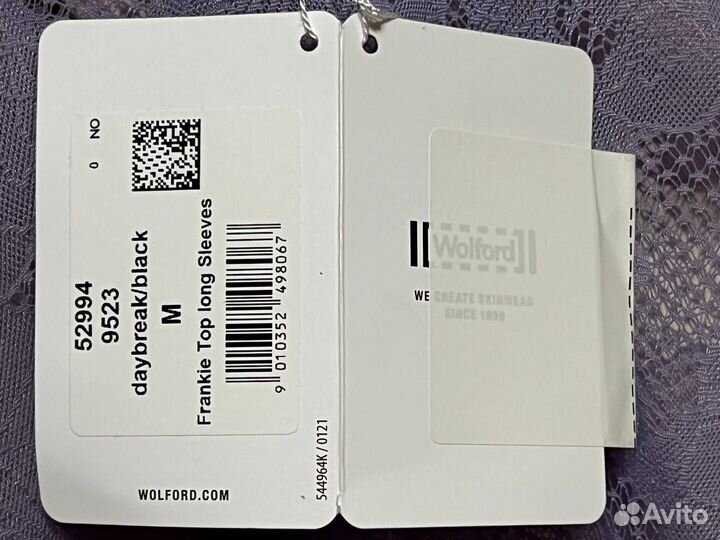 52994
9523
daybreak/black
M
Frankie Top long Sleeves
9 010352 498067
0 NO
WOLFORD.COM
544964K / 0121
Wolford
WE CREATE SKINWEAR
SINCE 1950
Avito